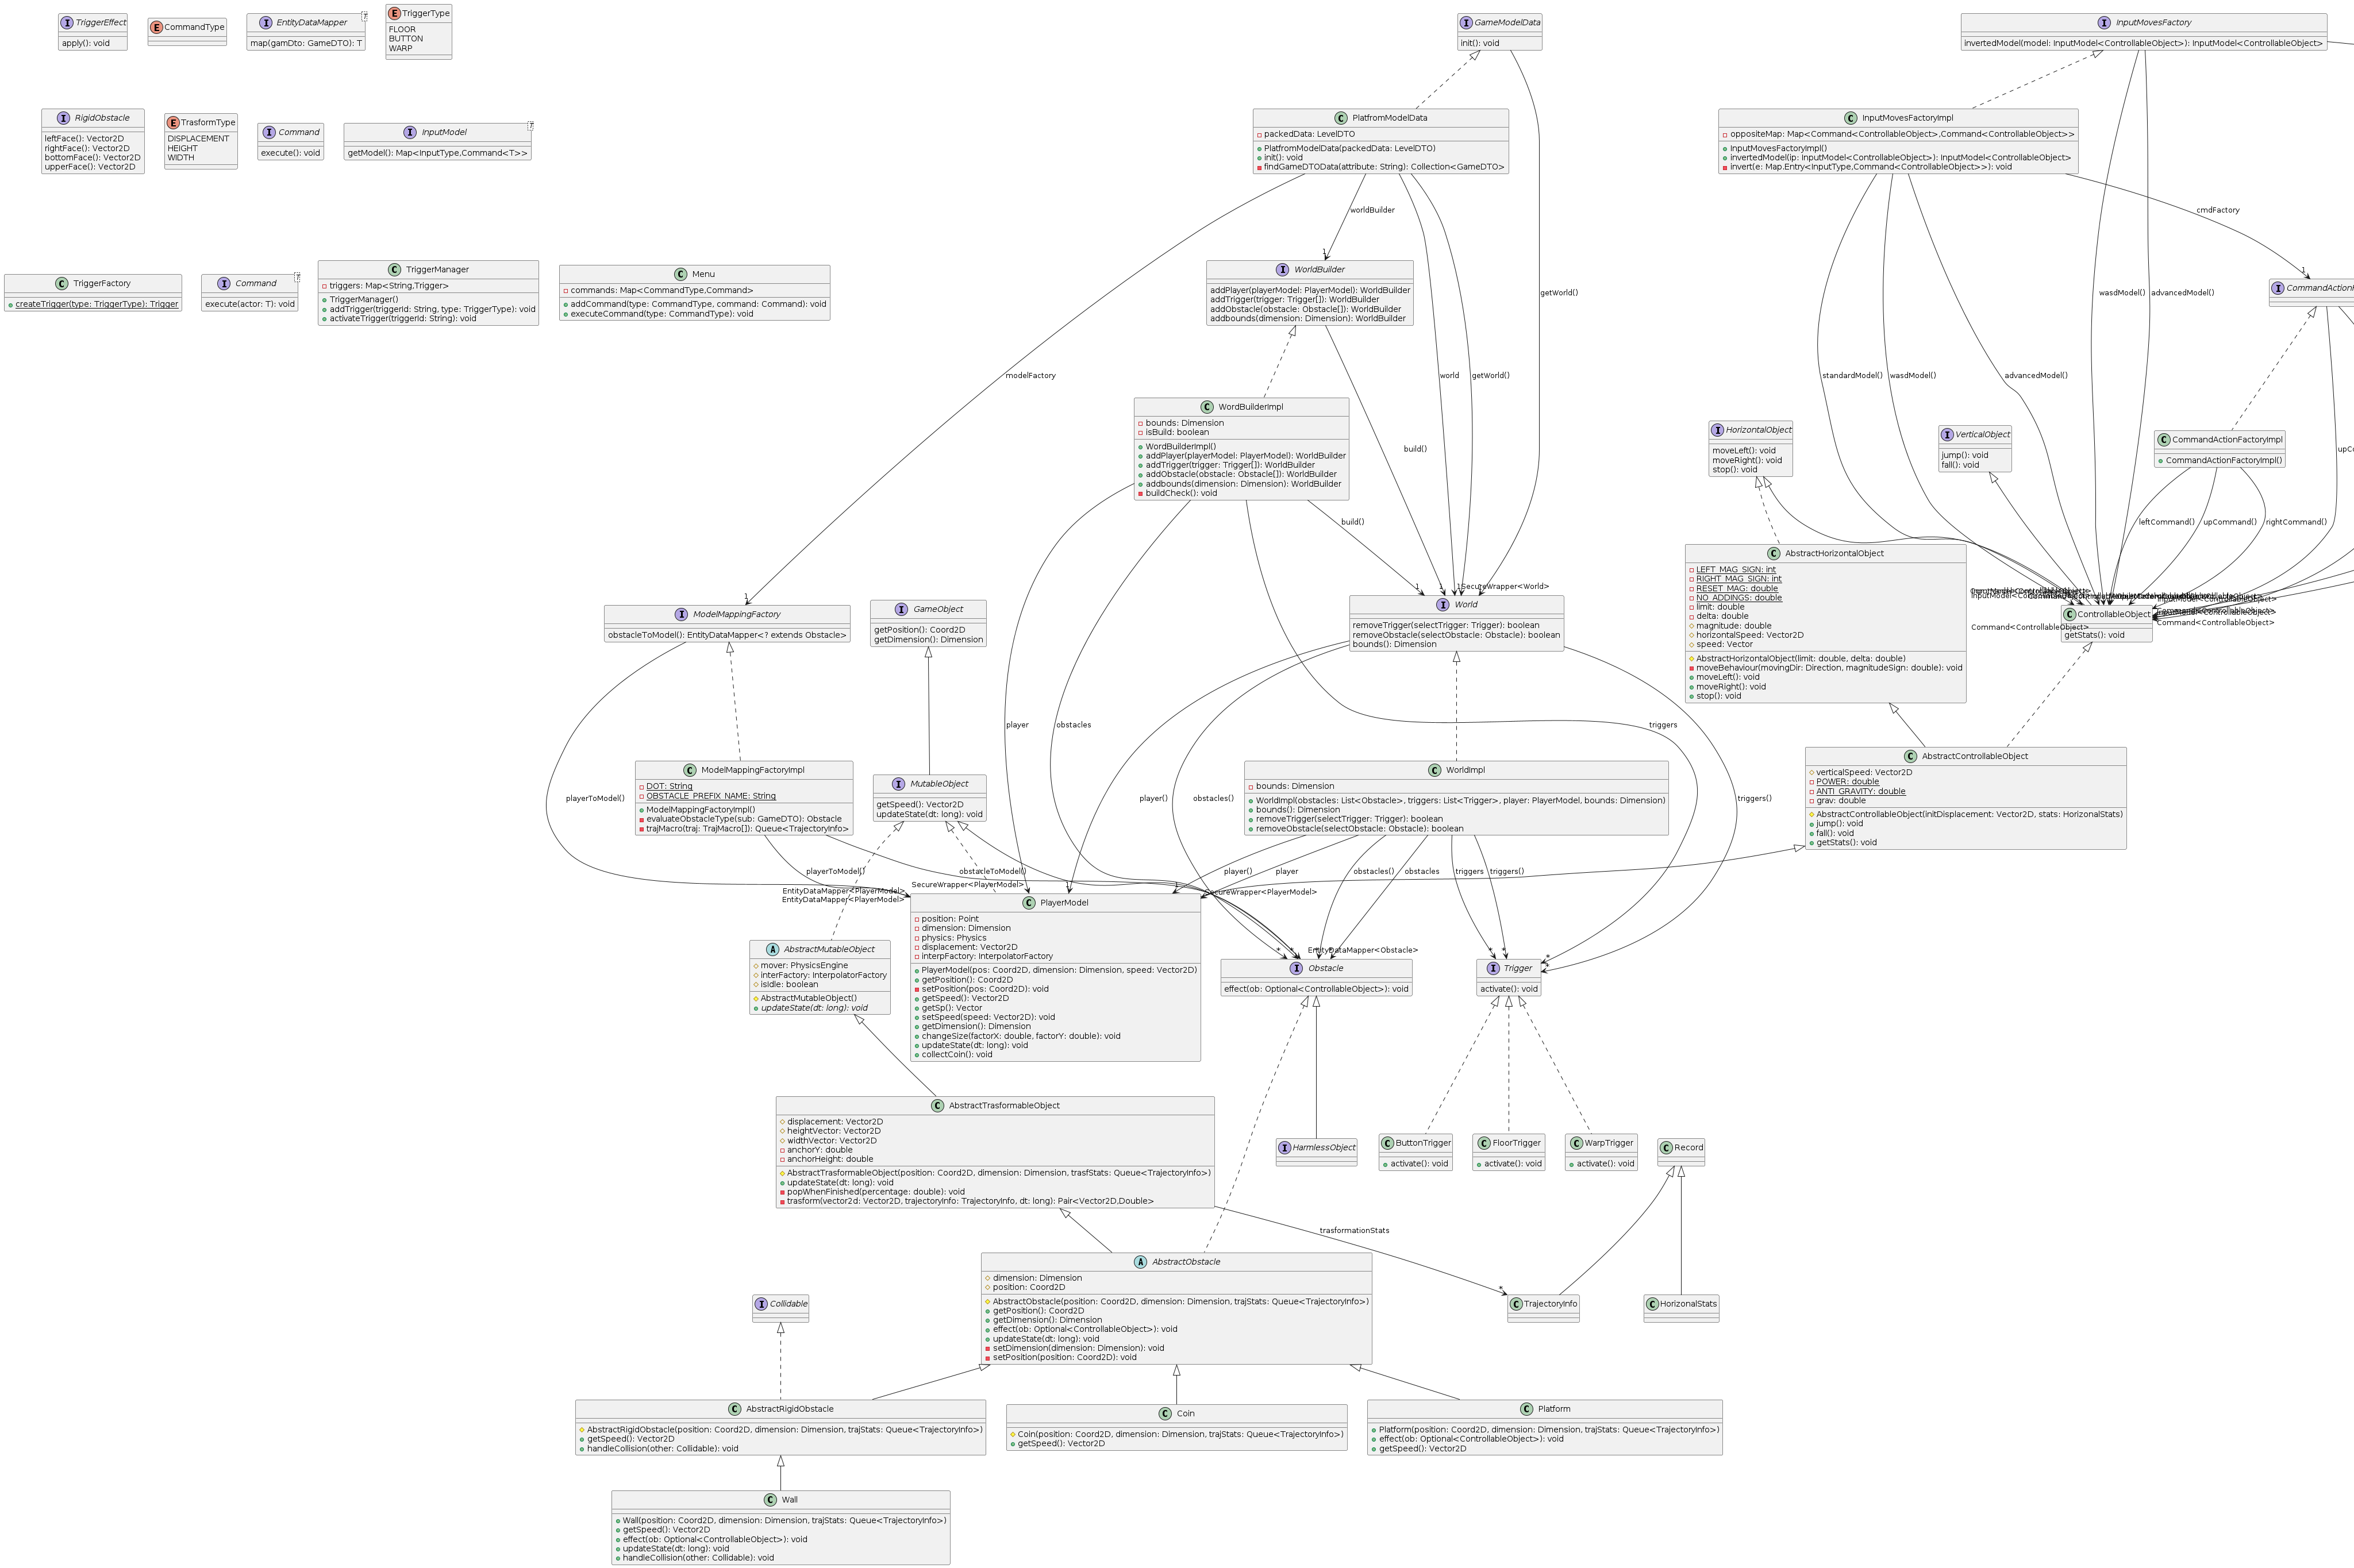 TriggerEffect
apply(): void
CommandType
EntityDataMapper
T
map(gamDto: GameDTO): T
TriggerType
FLOOR
BUTTON
WARP
GameModelData
init(): void
InputMovesFactory
invertedModel(model: InputModel<ControllableObject>): InputModel<ControllableObject>
RigidObstacle
leftFace(): Vector2D
rightFace(): Vector2D
bottomFace(): Vector2D
upperFace(): Vector2D
TrasformType
DISPLACEMENT
HEIGHT
WIDTH
Command
execute(): void
InputModel
T
getModel(): Map<InputType,Command<T>>
PlatfromModelData
packedData: LevelDTO
PlatfromModelData(packedData: LevelDTO)
init(): void
findGameDTOData(attribute: String): Collection<GameDTO>
InputMovesFactoryImpl
oppositeMap: Map<Command<ControllableObject>,Command<ControllableObject>>
InputMovesFactoryImpl()
invertedModel(ip: InputModel<ControllableObject>): InputModel<ControllableObject>
invert(e: Map.Entry<InputType,Command<ControllableObject>>): void
worldBuilder
cmdFactory
TriggerFactory
createTrigger(type: TriggerType): Trigger
Command
T
execute(actor: T): void
TriggerManager
triggers: Map<String,Trigger>
TriggerManager()
addTrigger(triggerId: String, type: TriggerType): void
activateTrigger(triggerId: String): void
Menu
commands: Map<CommandType,Command>
addCommand(type: CommandType, command: Command): void
executeCommand(type: CommandType): void
1
WorldBuilder
addPlayer(playerModel: PlayerModel): WorldBuilder
addTrigger(trigger: Trigger[]): WorldBuilder
addObstacle(obstacle: Obstacle[]): WorldBuilder
addbounds(dimension: Dimension): WorldBuilder
getWorld()
wasdModel()
advancedModel()
1
CommandActionF
modelFactory
world
getWorld()
standardModel()
wasdModel()
advancedModel()
WordBuilderImpl
bounds: Dimension
isBuild: boolean
WordBuilderImpl()
addPlayer(playerModel: PlayerModel): WorldBuilder
addTrigger(trigger: Trigger[]): WorldBuilder
addObstacle(obstacle: Obstacle[]): WorldBuilder
addbounds(dimension: Dimension): WorldBuilder
buildCheck(): void
build()
HorizontalObject
moveLeft(): void
moveRight(): void
stop(): void
VerticalObject
jump(): void
fall(): void
CommandActionFactoryImpl
CommandActionFactoryImpl()
upCo
build()
leftCommand()
upCommand()
rightCommand()
AbstractHorizontalObject
LEFT_MAG_SIGN: int
RIGHT_MAG_SIGN: int
RESET_MAG: double
NO_ADDINGS: double
limit: double
delta: double
magnitude: double
horizontalSpeed: Vector2D
speed: Vector
AbstractHorizontalObject(limit: double, delta: double)
moveBehaviour(movingDir: Direction, magnitudeSign: double): void
moveLeft(): void
moveRight(): void
stop(): void
1
1
1
1
SecureWrapper<World>
Command<ControllableObject>
Command<ControllableObject>
ControllableObject
getStats(): void
ModelMappingFactory
obstacleToModel(): EntityDataMapper<? extends Obstacle>
GameObject
getPosition(): Coord2D
getDimension(): Dimension
World
removeTrigger(selectTrigger: Trigger): boolean
removeObstacle(selectObstacle: Obstacle): boolean
bounds(): Dimension
player
obstacles
triggers
AbstractControllableObject
verticalSpeed: Vector2D
POWER: double
ANTI_GRAVITY: double
grav: double
AbstractControllableObject(initDisplacement: Vector2D, stats: HorizonalStats)
jump(): void
fall(): void
getStats(): void
ModelMappingFactoryImpl
DOT: String
OBSTACLE_PREFIX_NAME: String
ModelMappingFactoryImpl()
evaluateObstacleType(sub: GameDTO): Obstacle
trajMacro(traj: TrajMacro[]): Queue<TrajectoryInfo>
MutableObject
getSpeed(): Vector2D
updateState(dt: long): void
WorldImpl
bounds: Dimension
WorldImpl(obstacles: List<Obstacle>, triggers: List<Trigger>, player: PlayerModel, bounds: Dimension)
bounds(): Dimension
removeTrigger(selectTrigger: Trigger): boolean
removeObstacle(selectObstacle: Obstacle): boolean
playerToModel()
player()
obstacles()
triggers()
playerToModel()
obstacleToModel()
player()
player
obstacles()
obstacles
triggers
triggers()
EntityDataMapper<PlayerModel>
EntityDataMapper<PlayerModel>
SecureWrapper<PlayerModel>
1
1
SecureWrapper<PlayerModel>
PlayerModel
position: Point
dimension: Dimension
physics: Physics
displacement: Vector2D
interpFactory: InterpolatorFactory
PlayerModel(pos: Coord2D, dimension: Dimension, speed: Vector2D)
getPosition(): Coord2D
setPosition(pos: Coord2D): void
getSpeed(): Vector2D
getSp(): Vector
setSpeed(speed: Vector2D): void
getDimension(): Dimension
changeSize(factorX: double, factorY: double): void
updateState(dt: long): void
collectCoin(): void
AbstractMutableObject
mover: PhysicsEngine
interFactory: InterpolatorFactory
isIdle: boolean
AbstractMutableObject()
updateState(dt: long): void
EntityDataMapper<Obstacle>
Obstacle
effect(ob: Optional<ControllableObject>): void
Trigger
activate(): void
AbstractTrasformableObject
displacement: Vector2D
heightVector: Vector2D
widthVector: Vector2D
anchorY: double
anchorHeight: double
AbstractTrasformableObject(position: Coord2D, dimension: Dimension, trasfStats: Queue<TrajectoryInfo>)
updateState(dt: long): void
popWhenFinished(percentage: double): void
trasform(vector2d: Vector2D, trajectoryInfo: TrajectoryInfo, dt: long): Pair<Vector2D,Double>
HarmlessObject
ButtonTrigger
activate(): void
FloorTrigger
activate(): void
WarpTrigger
activate(): void
Record
trasformationStats
AbstractObstacle
dimension: Dimension
position: Coord2D
AbstractObstacle(position: Coord2D, dimension: Dimension, trajStats: Queue<TrajectoryInfo>)
getPosition(): Coord2D
getDimension(): Dimension
effect(ob: Optional<ControllableObject>): void
updateState(dt: long): void
setDimension(dimension: Dimension): void
setPosition(position: Coord2D): void
Collidable
TrajectoryInfo
HorizonalStats
AbstractRigidObstacle
AbstractRigidObstacle(position: Coord2D, dimension: Dimension, trajStats: Queue<TrajectoryInfo>)
getSpeed(): Vector2D
handleCollision(other: Collidable): void
Coin
Coin(position: Coord2D, dimension: Dimension, trajStats: Queue<TrajectoryInfo>)
getSpeed(): Vector2D
Platform
Platform(position: Coord2D, dimension: Dimension, trajStats: Queue<TrajectoryInfo>)
effect(ob: Optional<ControllableObject>): void
getSpeed(): Vector2D
Wall
Wall(position: Coord2D, dimension: Dimension, trajStats: Queue<TrajectoryInfo>)
getSpeed(): Vector2D
effect(ob: Optional<ControllableObject>): void
updateState(dt: long): void
handleCollision(other: Collidable): void